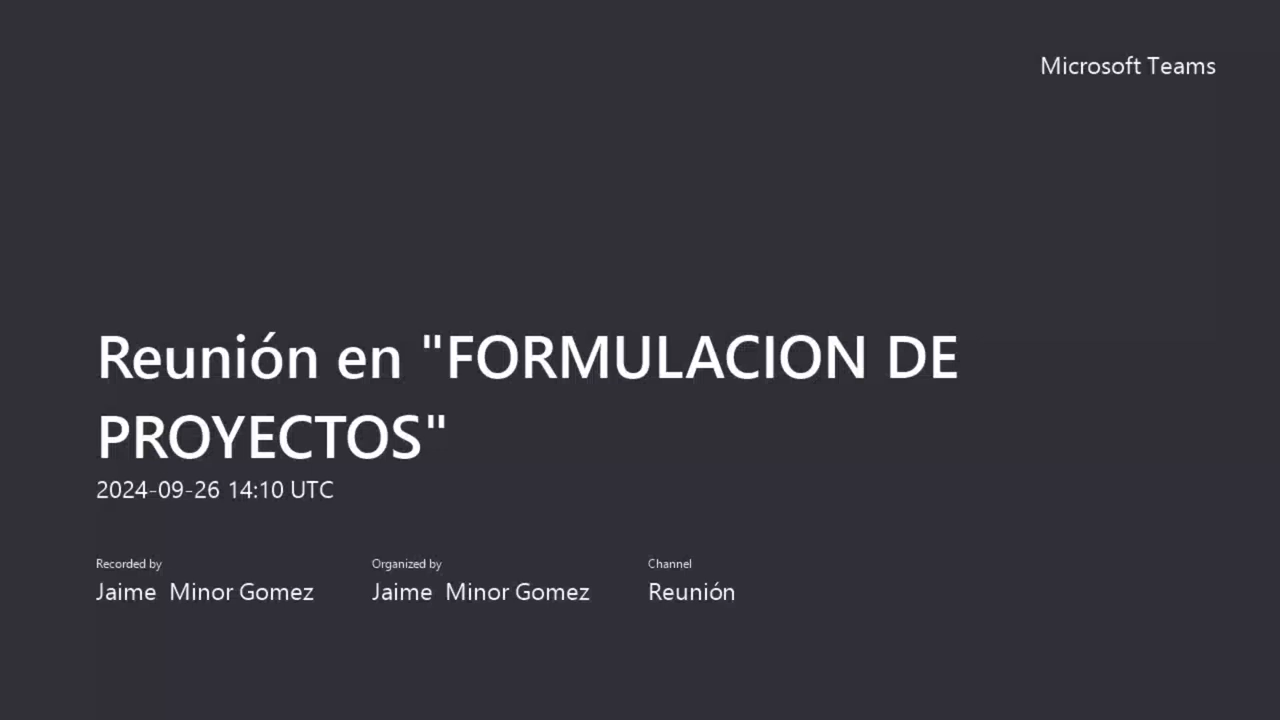 Microsoft Teams
Reunión en "FORMULACION DE
PROYECTOS"
2024-09-26 14:10 UTC
Recorded by
Jaime  Minor Gomez
Organized by
Jaime  Minor Gomez
Channel
Reunión